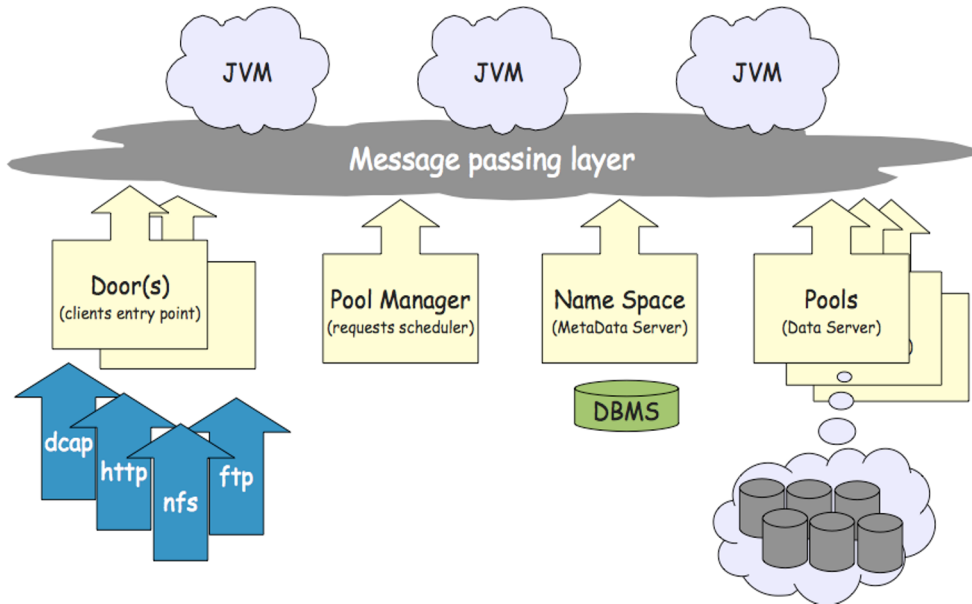 JVM
JVM
JVM
Message passing layer
Door(s)
(clients entry point)
Pool Manager
(requests scheduler)
Name Space
(MetaData Server)
Pools
(Data Server)
DBMS
dcap
http
nfs
ftp